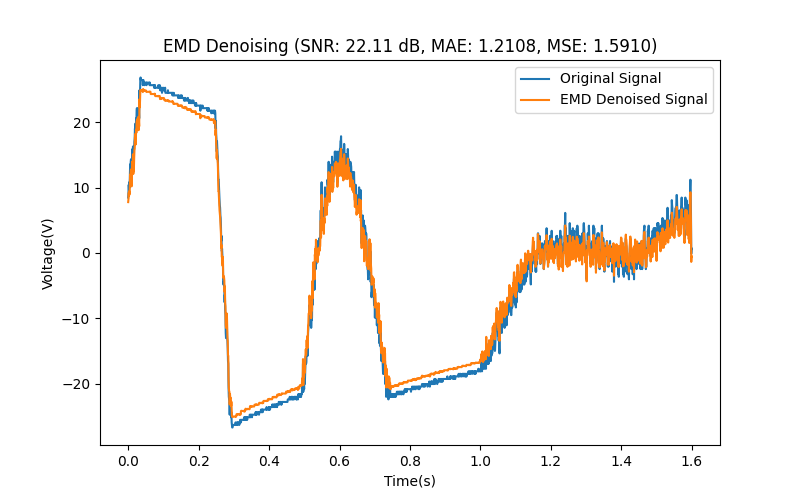 EMD Denoising (SNR: 22.11 dB, MAE: 1.2108, MSE: 1.5910)
Original Signal
EMD Denoised Signal
Voltage(V)
20
10
0
−10
−20
0.0 0.2 0.4 0.6 0.8 1.0 1.2 1.4 1.6
Time(s)